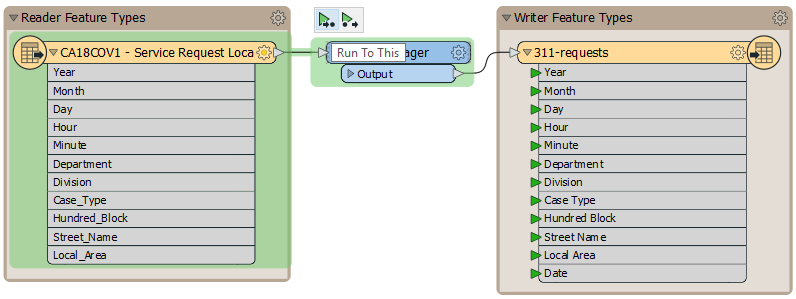 Reader Feature Types
CA18COV1 - Service Request Loca
Year
Month
Day
Hour
Minute
Department
Division
Case_Type
Hundred_Block
Street_Name
Local_Area
Run To This
ager
Output
Writer Feature Types
311-requests
Year
Month
Day
Hour
Minute
Department
Division
Case Type
Hundred Block
Street Name
Local Area
Date